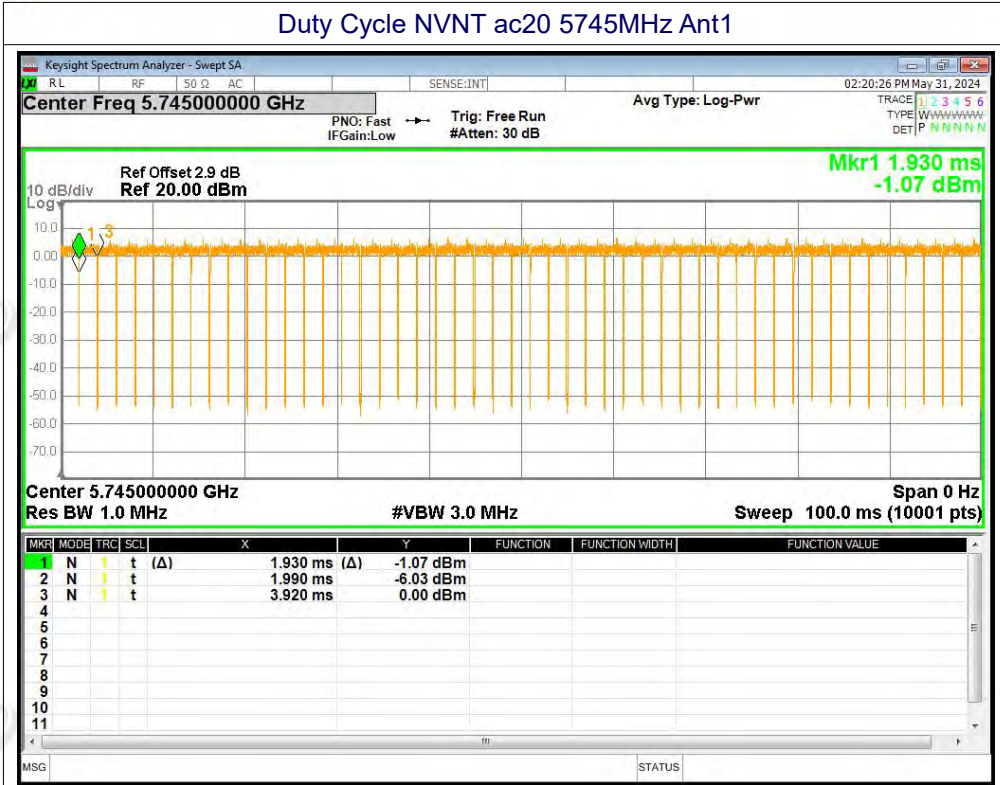 Duty Cycle NVNT ac20 5745MHz Ant1
Keysight Spectrum Analyzer - Swept SA
LXI RL RF 50 Ω AC SENSE:INT 02:20:26 PM May 31, 2024
Center Freq 5.745000000 GHz Avg Type: Log-Pwr TRACE 1 2 3 4 5 6
PNO: Fast Trig: Free Run TYPE WWWWWW
IFGain:Low #Atten: 30 dB DET P N N N N N
Mkr1 1.930 ms
Ref Offset 2.9 dB
10 dB/div Ref 20.00 dBm -1.07 dBm
Log
10.0
1 3
0.00
-10.0
-20.0
-30.0
-40.0
-50.0
-60.0
-70.0
Center 5.745000000 GHz Span 0 Hz
Res BW 1.0 MHz #VBW 3.0 MHz Sweep 100.0 ms (10001 pts)
MKR MODE TRC SCL X Y FUNCTION FUNCTION WIDTH FUNCTION VALUE
1 N 1 t (Δ) 1.930 ms (Δ) -1.07 dBm
2 N 1 t 1.990 ms -6.03 dBm
3 N 1 t 3.920 ms 0.00 dBm
4
5
6
7
8
9
10
11
MSG STATUS